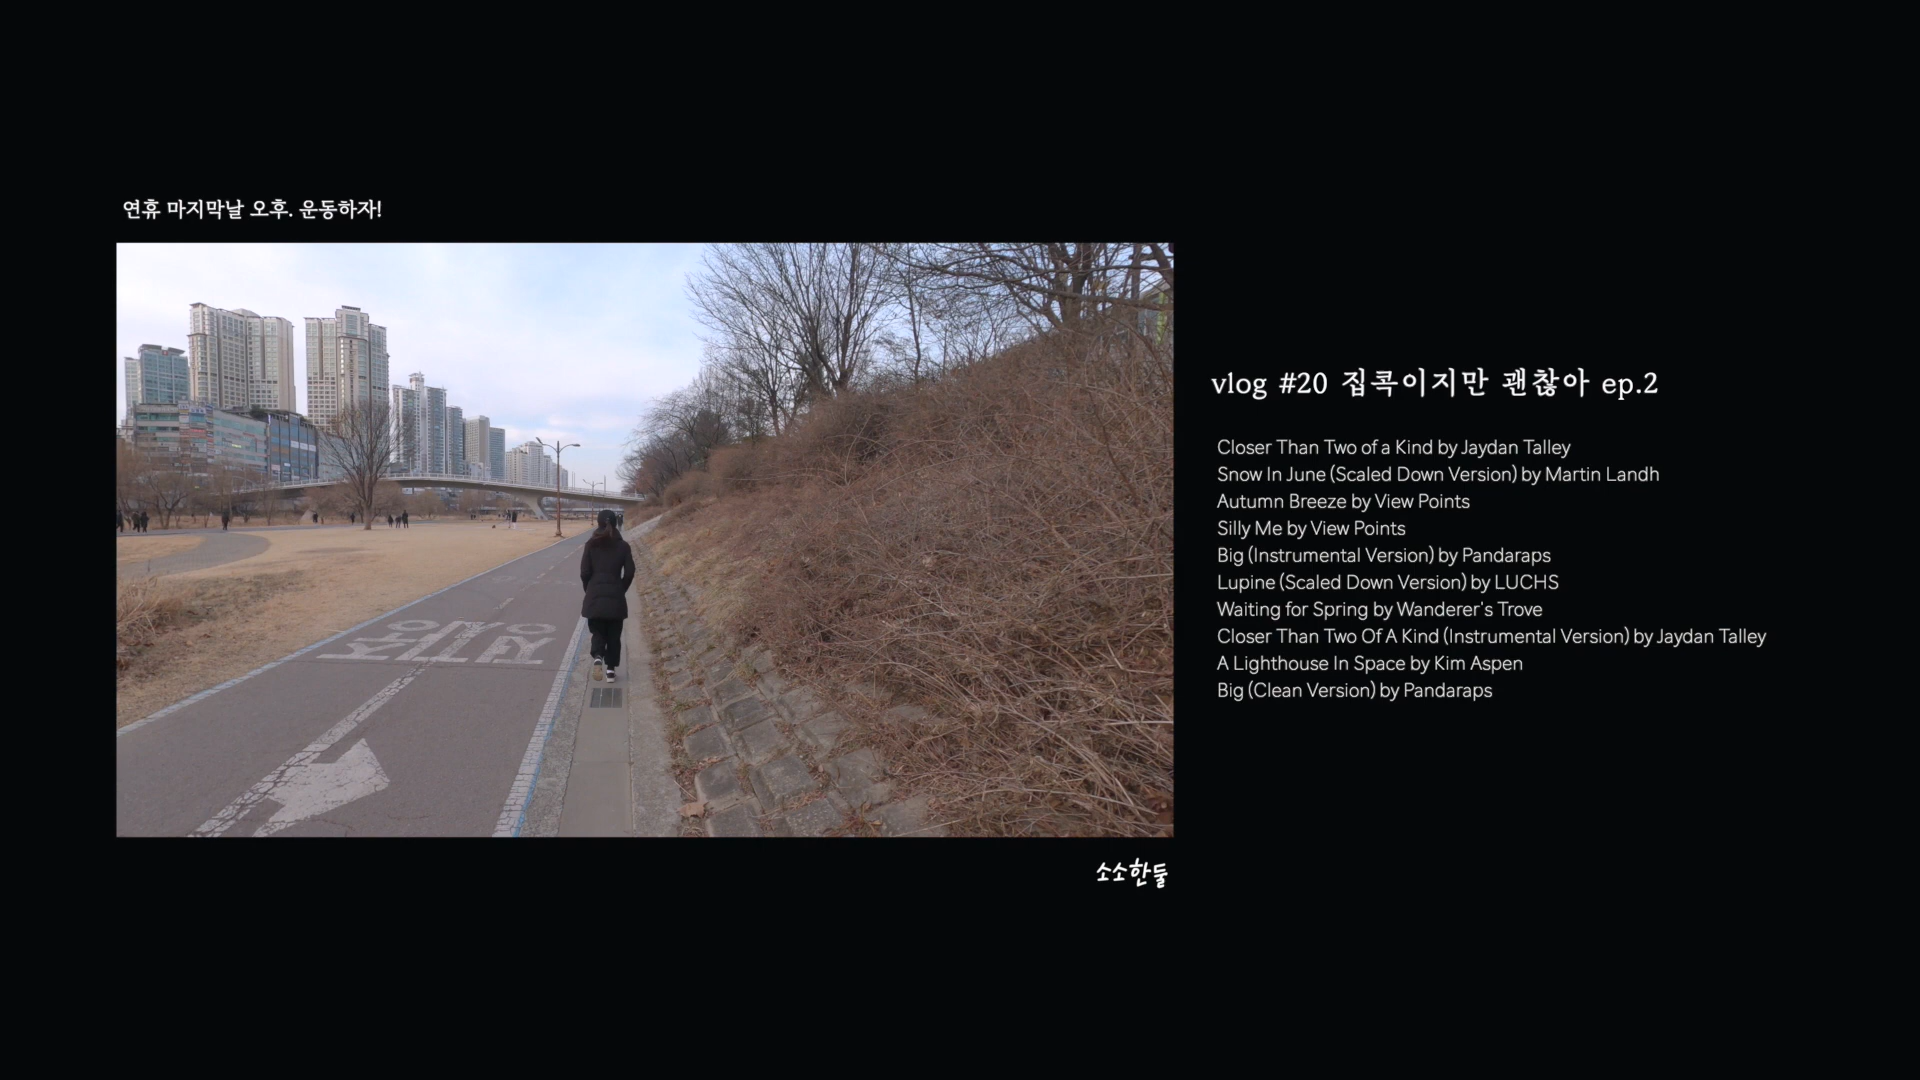 연휴 마지막날 오후. 운동하자!
vlog #20 집콕이지만 괜찮아 ep.2
Closer Than Two of a Kind by Jaydan Talley
Snow In June (Scaled Down Version) by Martin Landh
Autumn Breeze by View Points
Silly Me by View Points
Big (Instrumental Version) by Pandaraps
Lupine (Scaled Down Version) by LUCHS
Waiting for Spring by Wanderer's Trove
Closer Than Two Of A Kind (Instrumental Version) by Jaydan Talley
A Lighthouse In Space by Kim Aspen
Big (Clean Version) by Pandaraps
소소한둘